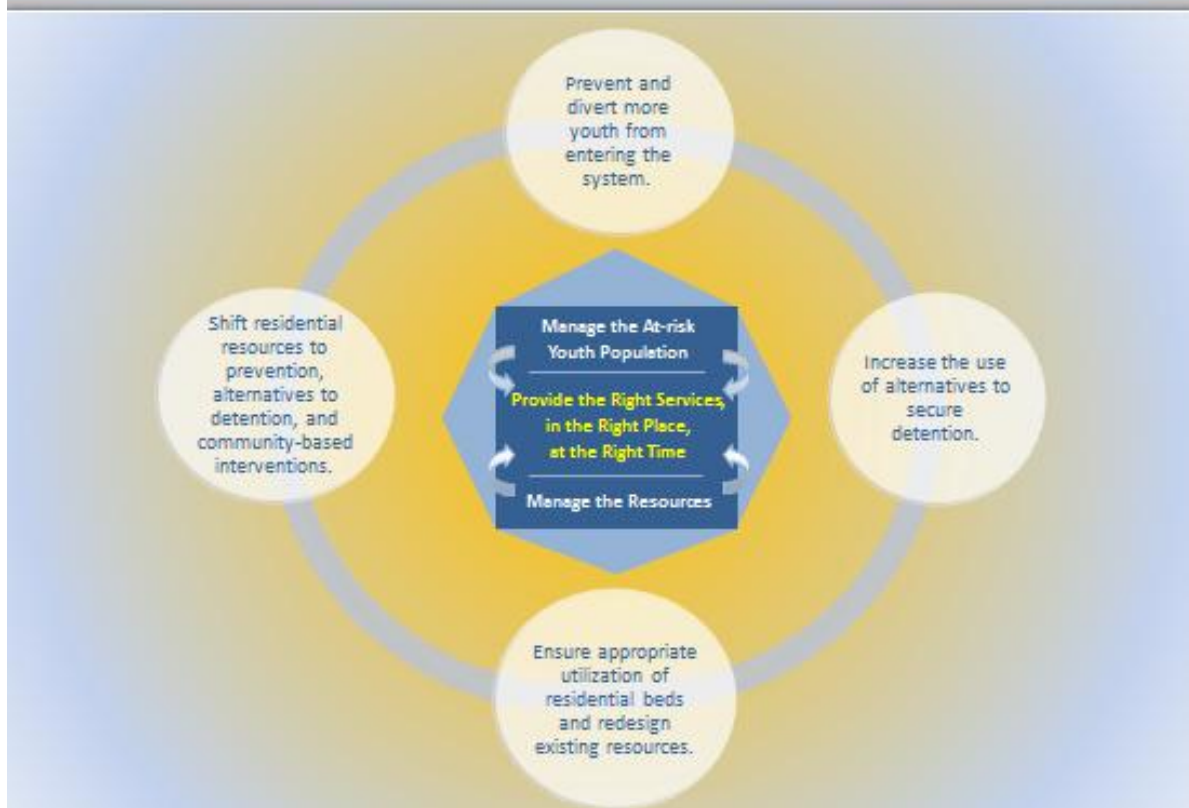 Prevent and
divert more
youth from
entering the
system.
Shift residential
resources to
prevention,
alternatives to
detention, and
community-based
interventions.
Manage the At-risk
Youth Population
Provide the Right Services,
in the Right Place,
at the Right Time
Manage the Resources
Increase the use
of alternatives to
secure
detention.
Ensure appropriate
utilization of
residential beds
and redesign
existing resources.